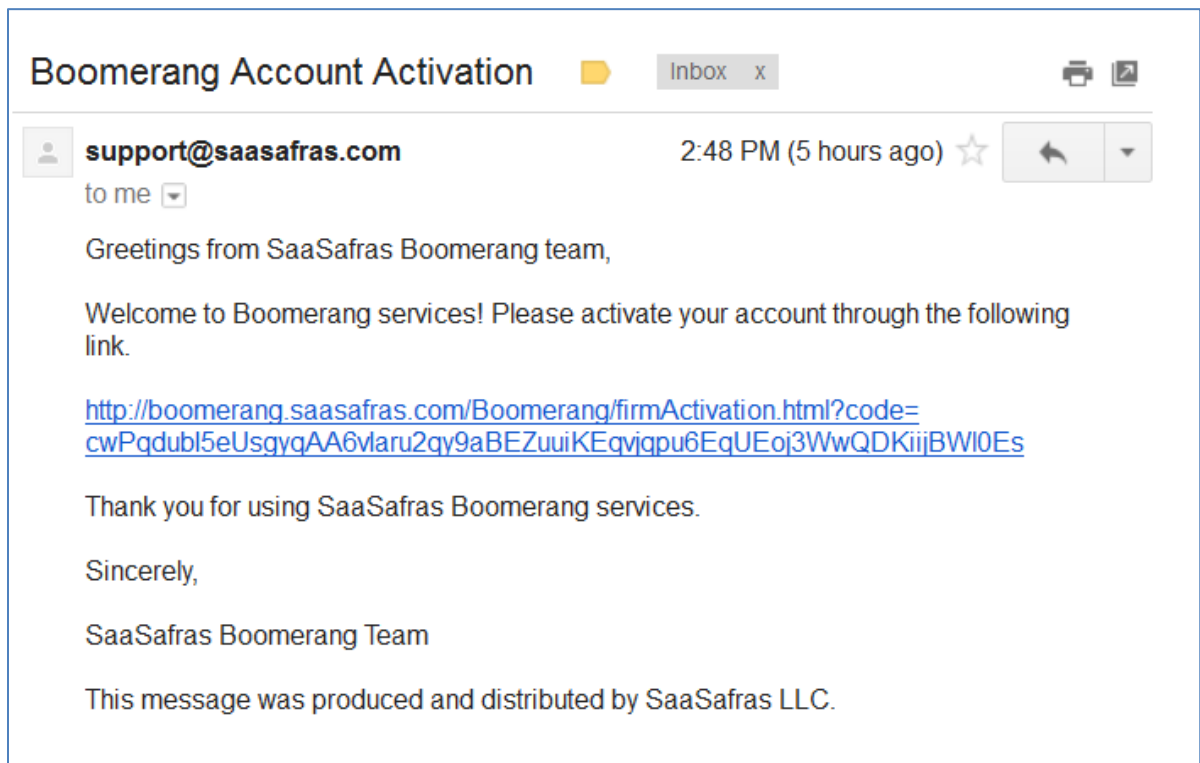 Boomerang Account Activation Inbox x
support@saasafras.com 2:48 PM (5 hours ago)
to me
Greetings from SaaSafras Boomerang team,
Welcome to Boomerang services! Please activate your account through the following
link.
http://boomerang.saasafras.com/Boomerang/firmActivation.html?code=
cwPqdubl5eUsgyqAA6vlaru2qy9aBEZuuiKEqvjqpu6EqUEoj3WwQDKiijBWl0Es
Thank you for using SaaSafras Boomerang services.
Sincerely,
SaaSafras Boomerang Team
This message was produced and distributed by SaaSafras LLC.